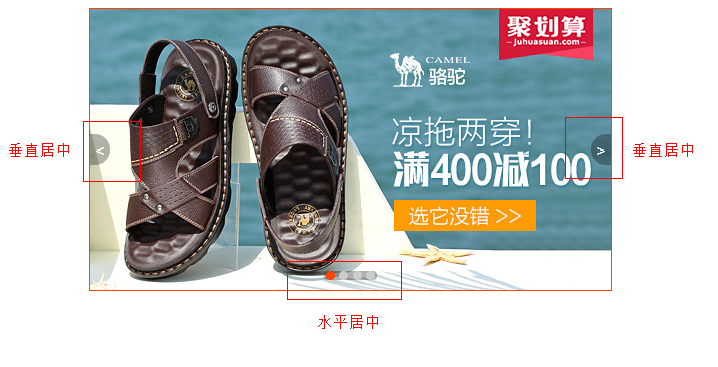 聚划算
juhuasuan.com
CAMEL
骆驼
凉拖两穿!
满400减100
选它没错 >>
垂直居中
<
>
垂直居中
水平居中